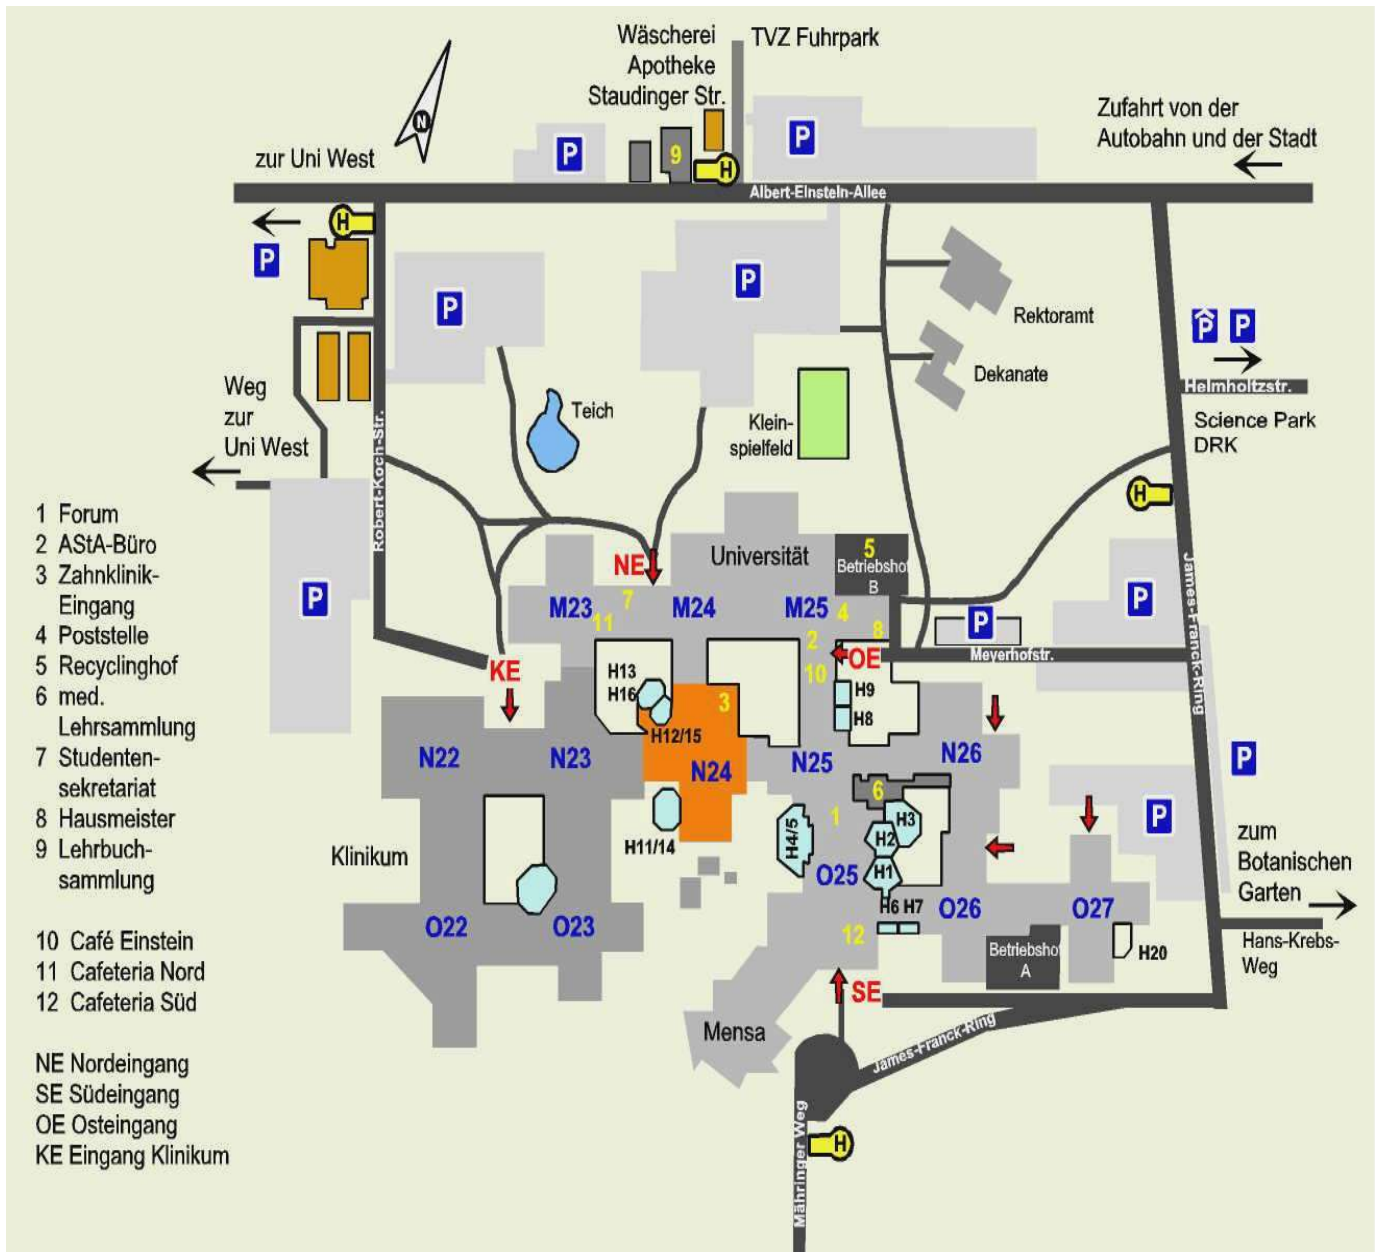 Wäscherei
Apotheke
Staudinger Str.
TVZ Fuhrpark
Zufahrt von der
Autobahn und der Stadt
N
P
P
9
H
zur Uni West
Albert-Einstein-Allee
H
P
P
P
Rektoramt
P
P
Dekanate
Helmholtzstr.
Science Park
DRK
Weg
zur
Uni West
Teich
Klein-
spielfeld
Robert-Koch-Str.
H
James-Franck-Ring
1 Forum
2 AStA-Büro
3 Zahnklinik-
Eingang
4 Poststelle
5 Recyclinghof
6 med.
Lehrsammlung
7 Studenten-
sekretariat
8 Hausmeister
9 Lehrbuch-
sammlung
10 Café Einstein
11 Cafeteria Nord
12 Cafeteria Süd
NE Nordeingang
SE Südeingang
OE Osteingang
KE Eingang Klinikum
P
NE
Universität
5
Betriebshof
B
P
P
M23
7
11
M24
M25
4
8
2
10
OE
Meyerhofstr.
KE
H13
H16
H12/15
3
H9
H8
N22
N23
N24
N25
N26
P
6
1
H3
H2
H1
H4/5
H11/14
P
zum
Botanischen
Garten
Klinikum
O25
H6 H7
O22
O23
12
O26
O27
H20
Betriebshof
A
Hans-Krebs-
Weg
SE
Mensa
James-Franck-Ring
Mähringer Weg
H